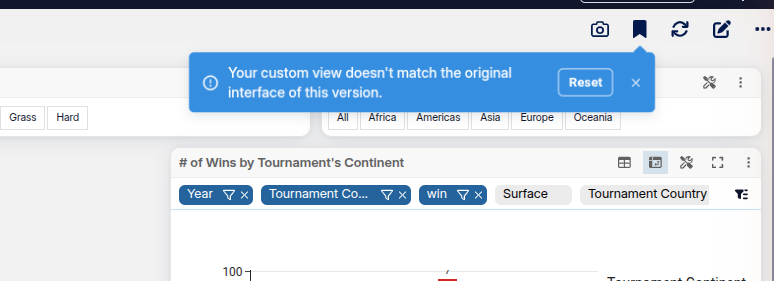 Your custom view doesn't match the original
interface of this version.
Reset
Grass Hard
All Africa Americas Asia Europe Oceania
# of Wins by Tournament's Continent
Year Tournament Co... win Surface Tournament Country
100